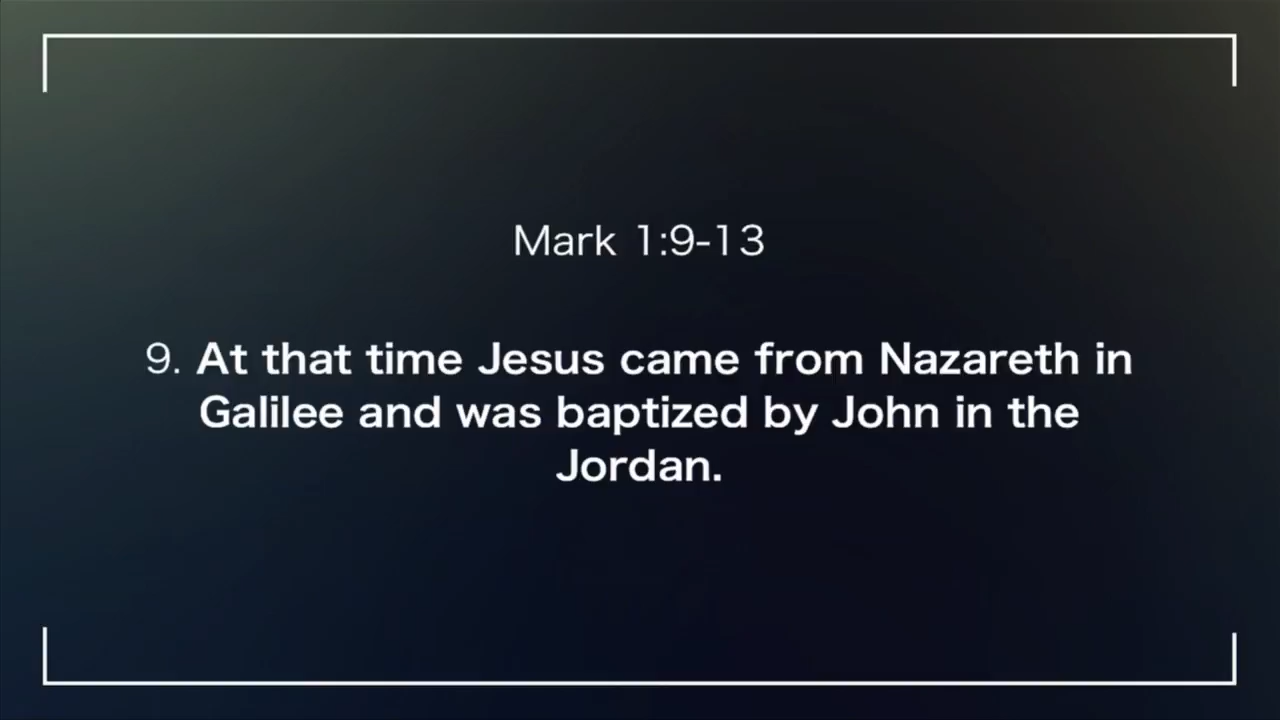 Mark 1:9-13
9. At that time Jesus came from Nazareth in
Galilee and was baptized by John in the
Jordan.